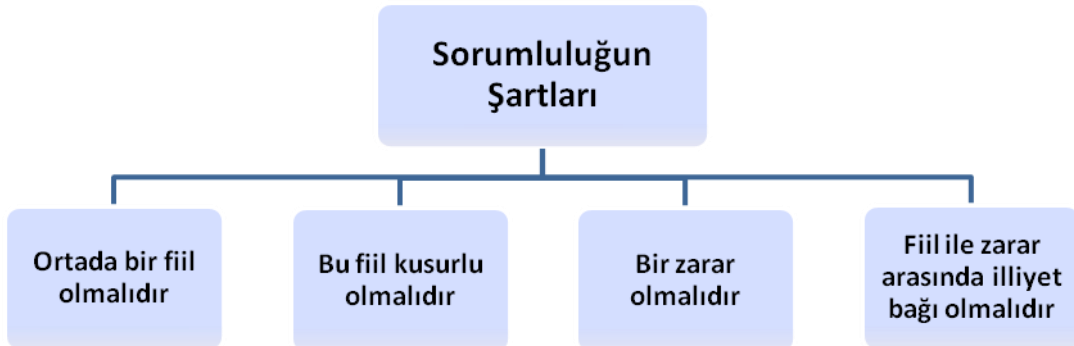 Sorumluluğun
Şartları
Ortada bir fiil
olmalıdır
Bu fiil kusurlu
olmalıdır
Bir zarar
olmalıdır
Fiil ile zarar
arasında illiyet
bağı olmalıdır